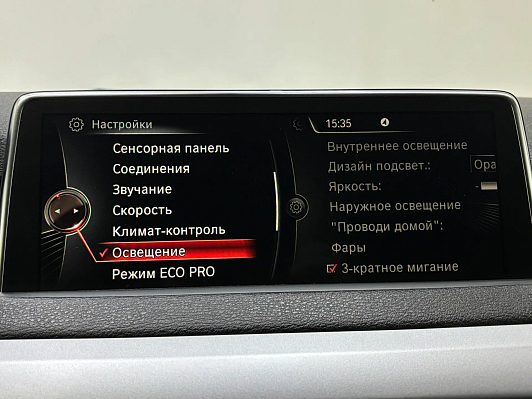 Настройки
Сенсорная панель
Соединения
Звучание
Скорость
Климат-контроль
Освещение
Режим ECO PRO
15:35
Внутреннее освещение
Дизайн подсвет.: Ора
Яркость:
Наружное освещение
"Проводи домой":
Фары
3-кратное мигание